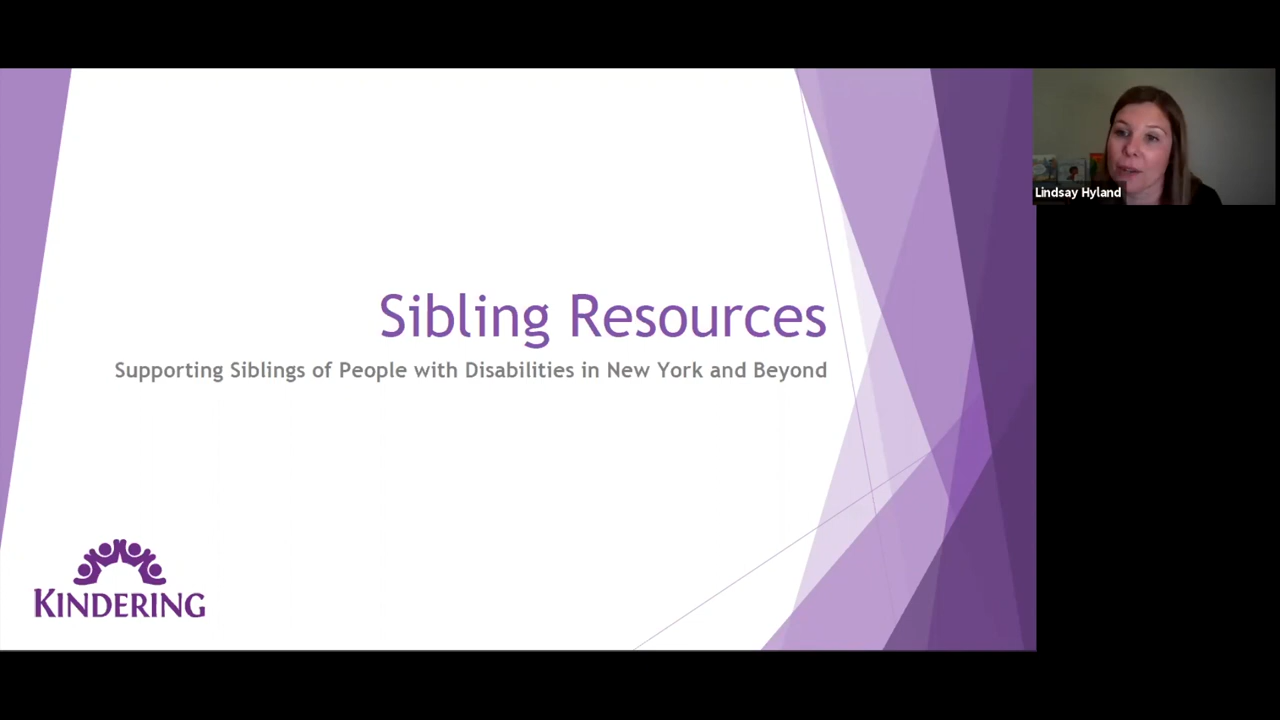 Sibling Resources
Supporting Siblings of People with Disabilities in New York and Beyond
KINDERING
Lindsay Hyland